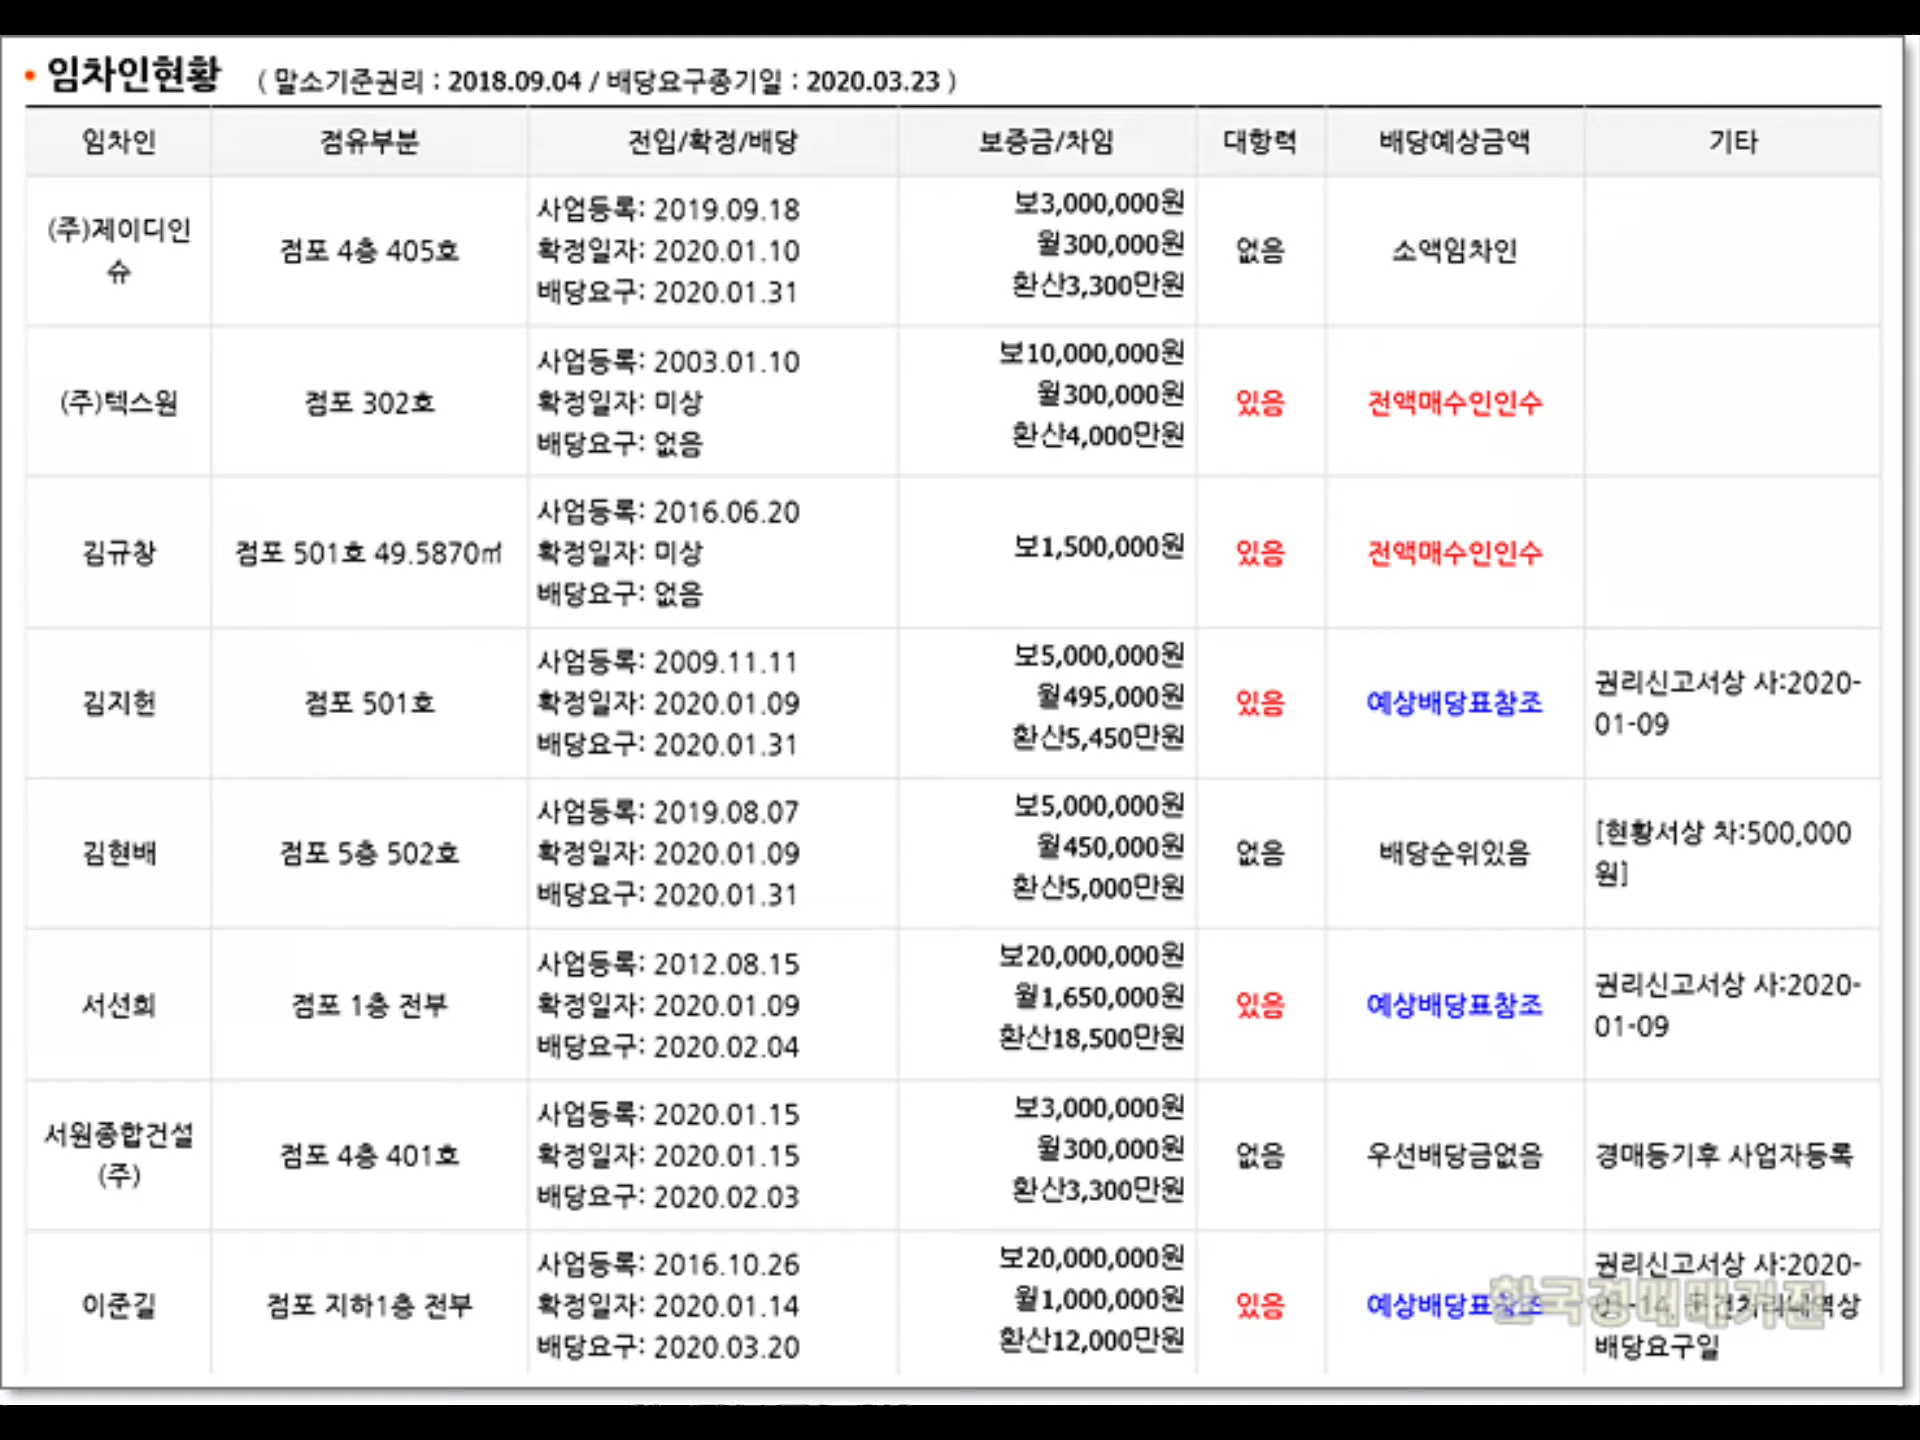 임차인현황 ( 말소기준권리 : 2018.09.04 / 배당요구종기일 : 2020.03.23 )
임차인 점유부분 전입/확정/배당 보증금/차임 대항력 배당예상금액 기타
(주)제이디인
슈
점포 4층 405호
사업등록: 2019.09.18
확정일자: 2020.01.10
배당요구: 2020.01.31
보3,000,000원
월300,000원
환산3,300만원
없음
소액임차인
(주)텍스원
점포 302호
사업등록: 2003.01.10
확정일자: 미상
배당요구: 없음
보10,000,000원
월300,000원
환산4,000만원
있음
전액매수인인수
김규창
점포 501호 49.5870㎡
사업등록: 2016.06.20
확정일자: 미상
배당요구: 없음
보1,500,000원
있음
전액매수인인수
김지헌
점포 501호
사업등록: 2009.11.11
확정일자: 2020.01.09
배당요구: 2020.01.31
보5,000,000원
월495,000원
환산5,450만원
있음
예상배당표참조
권리신고서상 사:2020-
01-09
김현배
점포 5층 502호
사업등록: 2019.08.07
확정일자: 2020.01.09
배당요구: 2020.01.31
보5,000,000원
월450,000원
환산5,000만원
없음
배당순위있음
[현황서상 차:500,000
원]
서선희
점포 1층 전부
사업등록: 2012.08.15
확정일자: 2020.01.09
배당요구: 2020.02.04
보20,000,000원
월1,650,000원
환산18,500만원
있음
예상배당표참조
권리신고서상 사:2020-
01-09
서원종합건설
(주)
점포 4층 401호
사업등록: 2020.01.15
확정일자: 2020.01.15
배당요구: 2020.02.03
보3,000,000원
월300,000원
환산3,300만원
없음
우선배당금없음
경매등기후 사업자등록
이준길
점포 지하1층 전부
사업등록: 2016.10.26
확정일자: 2020.01.14
배당요구: 2020.03.20
보20,000,000원
월1,000,000원
환산12,000만원
있음
예상배당표참조
권리신고서상 사:2020-
배당요구일